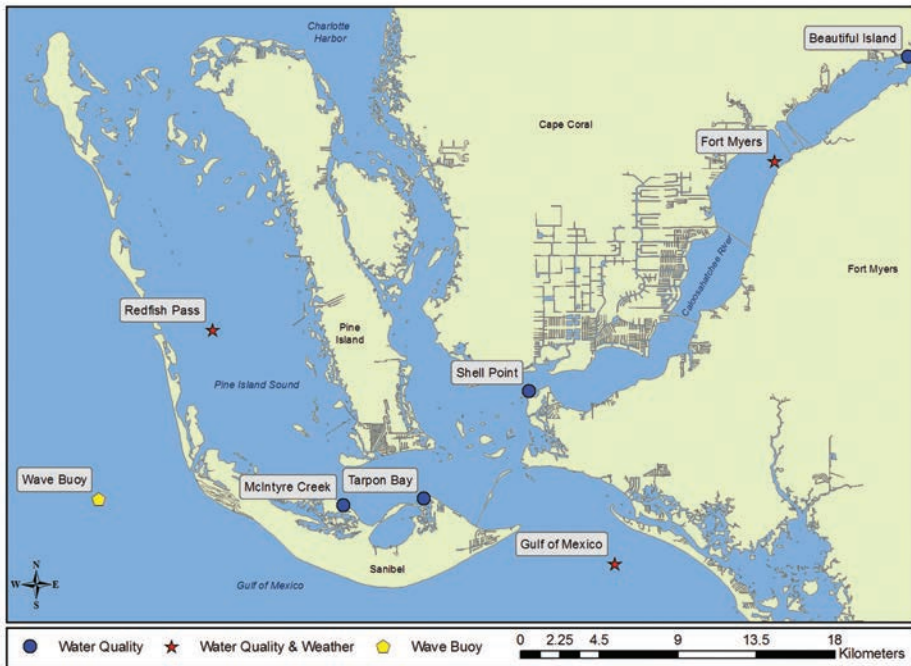 Charlotte
Harbor
Beautiful Island
Cape Coral
Fort Myers
Caloosahatchee River
Fort Myers
Redfish Pass
Pine
Island
Shell Point
Pine Island Sound
Wave Buoy
McIntyre Creek
Tarpon Bay
Gulf of Mexico
Sanibel
Gulf of Mexico
N
W E
S
Water Quality
Water Quality & Weather
Wave Buoy
0 2.25 4.5 9 13.5 18
Kilometers